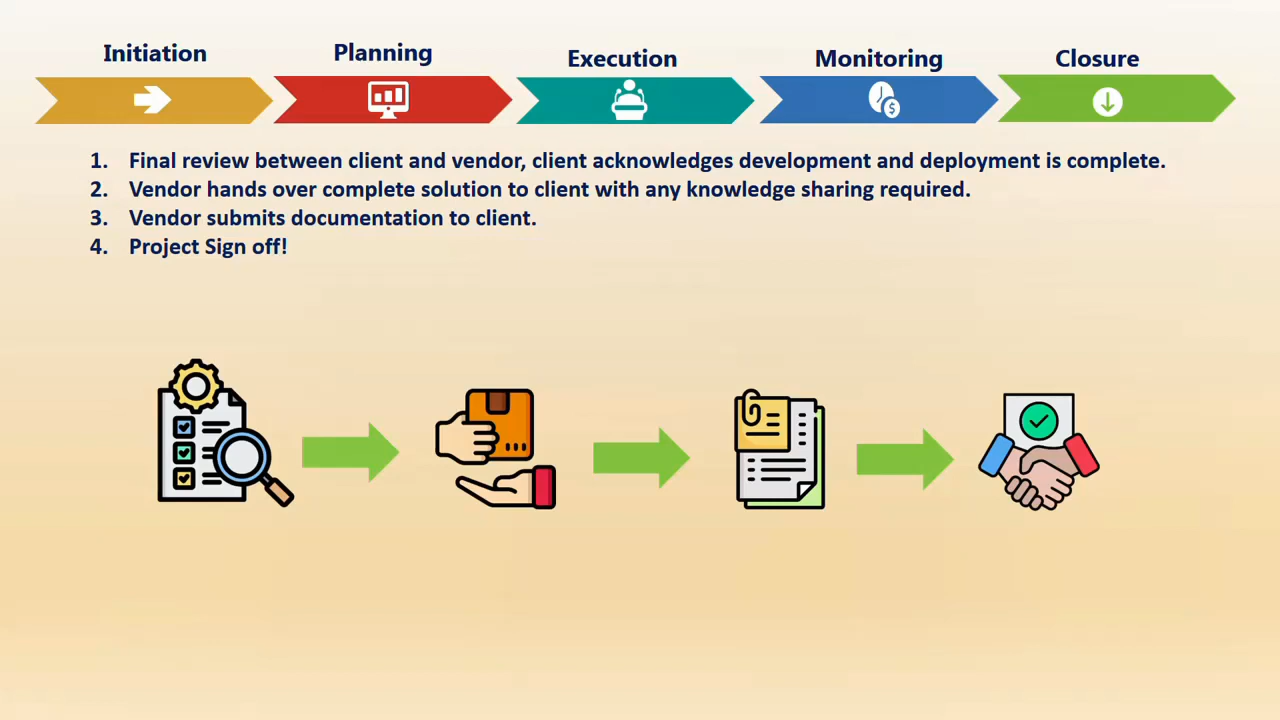 Initiation
Planning
Execution
Monitoring
Closure
1. Final review between client and vendor, client acknowledges development and deployment is complete.
2. Vendor hands over complete solution to client with any knowledge sharing required.
3. Vendor submits documentation to client.
4. Project Sign off!
$